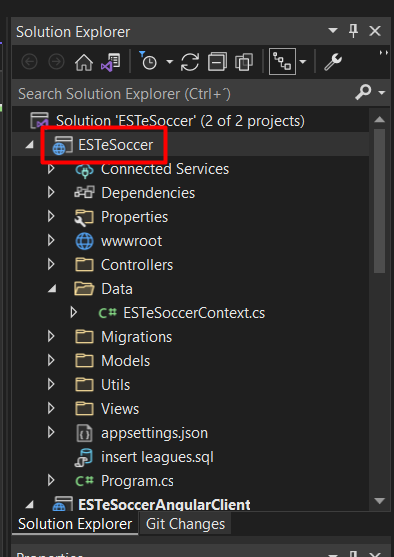 Solution Explorer
Search Solution Explorer (Ctrl+´)
Solution 'ESTeSoccer' (2 of 2 projects)
ESTeSoccer
Connected Services
Dependencies
Properties
wwwroot
Controllers
Data
C# ESTeSoccerContext.cs
Migrations
Models
Utils
Views
appsettings.json
insert leagues.sql
C# Program.cs
ESTeSoccerAngularClient
Solution Explorer Git Changes
Properties